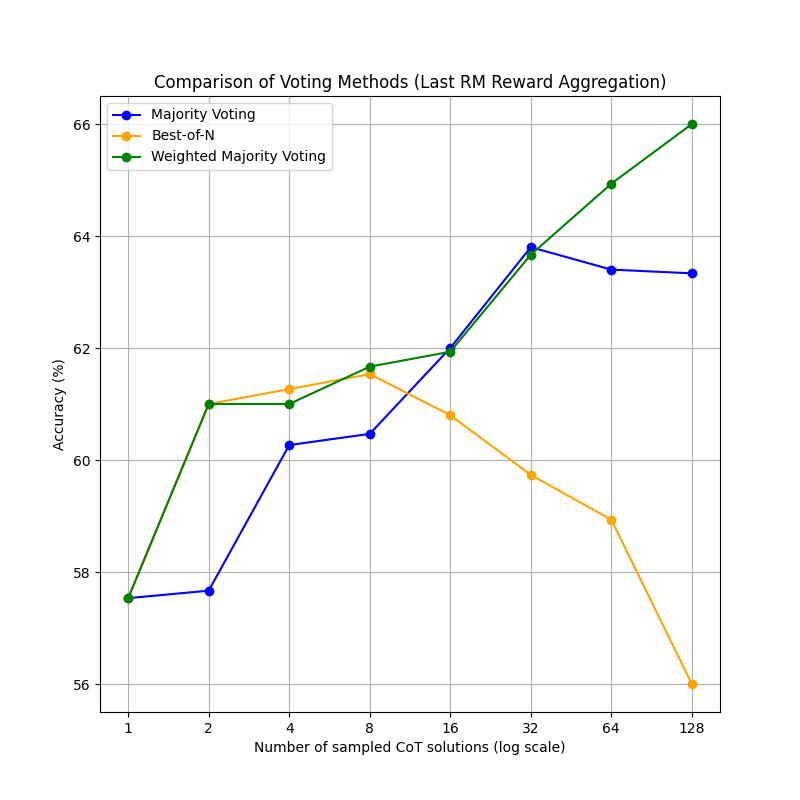 Comparison of Voting Methods (Last RM Reward Aggregation)
Majority Voting
Best-of-N
Weighted Majority Voting
66
64
62
60
58
56
Accuracy (%)
1 2 4 8 16 32 64 128
Number of sampled CoT solutions (log scale)